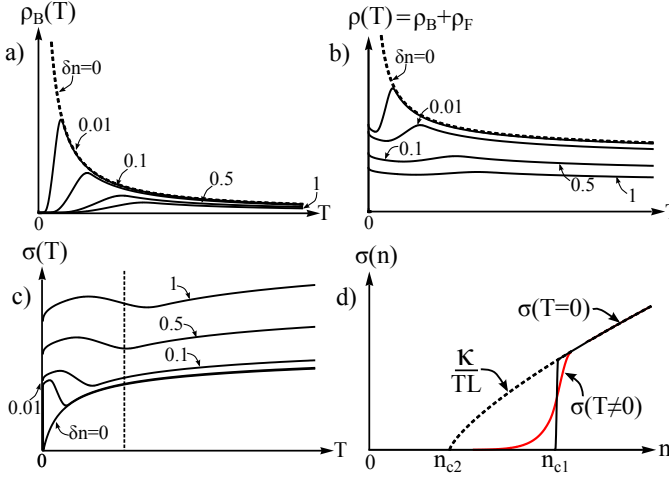 ρB(T)
a)
δn=0
0.01
0.1
0.5
1
0
T
ρ(T) = ρB+ρF
b)
δn=0
0.01
0.1
0.5
1
0
T
σ(T)
c)
1
0.5
0.1
0.01
δn=0
0
T
σ(n)
d)
σ(T=0)
κ
TL
σ(T≠0)
0
nc2
nc1
n